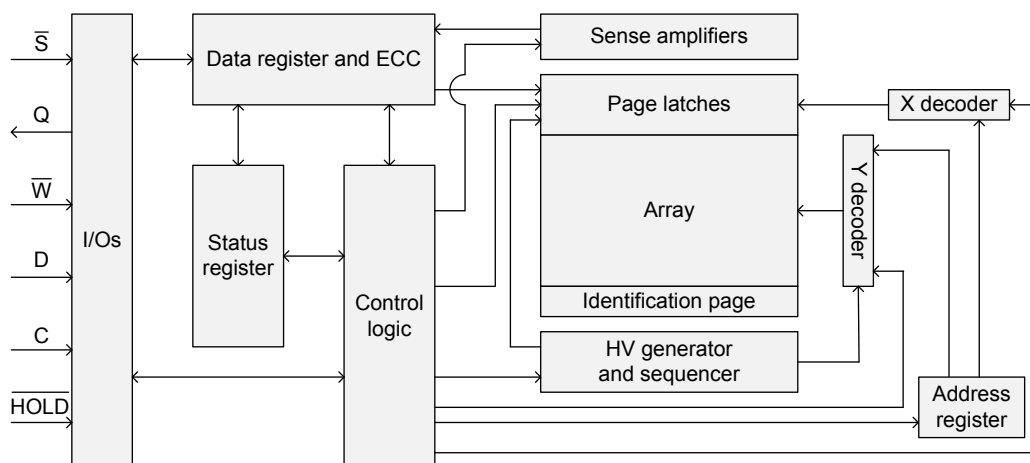 S̅
Q
W̅
D
C
H̅O̅L̅D̅
I/Os
Data register and ECC
Status
register
Control
logic
Sense amplifiers
Page latches
Array
Identification page
HV generator
and sequencer
X decoder
Y decoder
Address
register